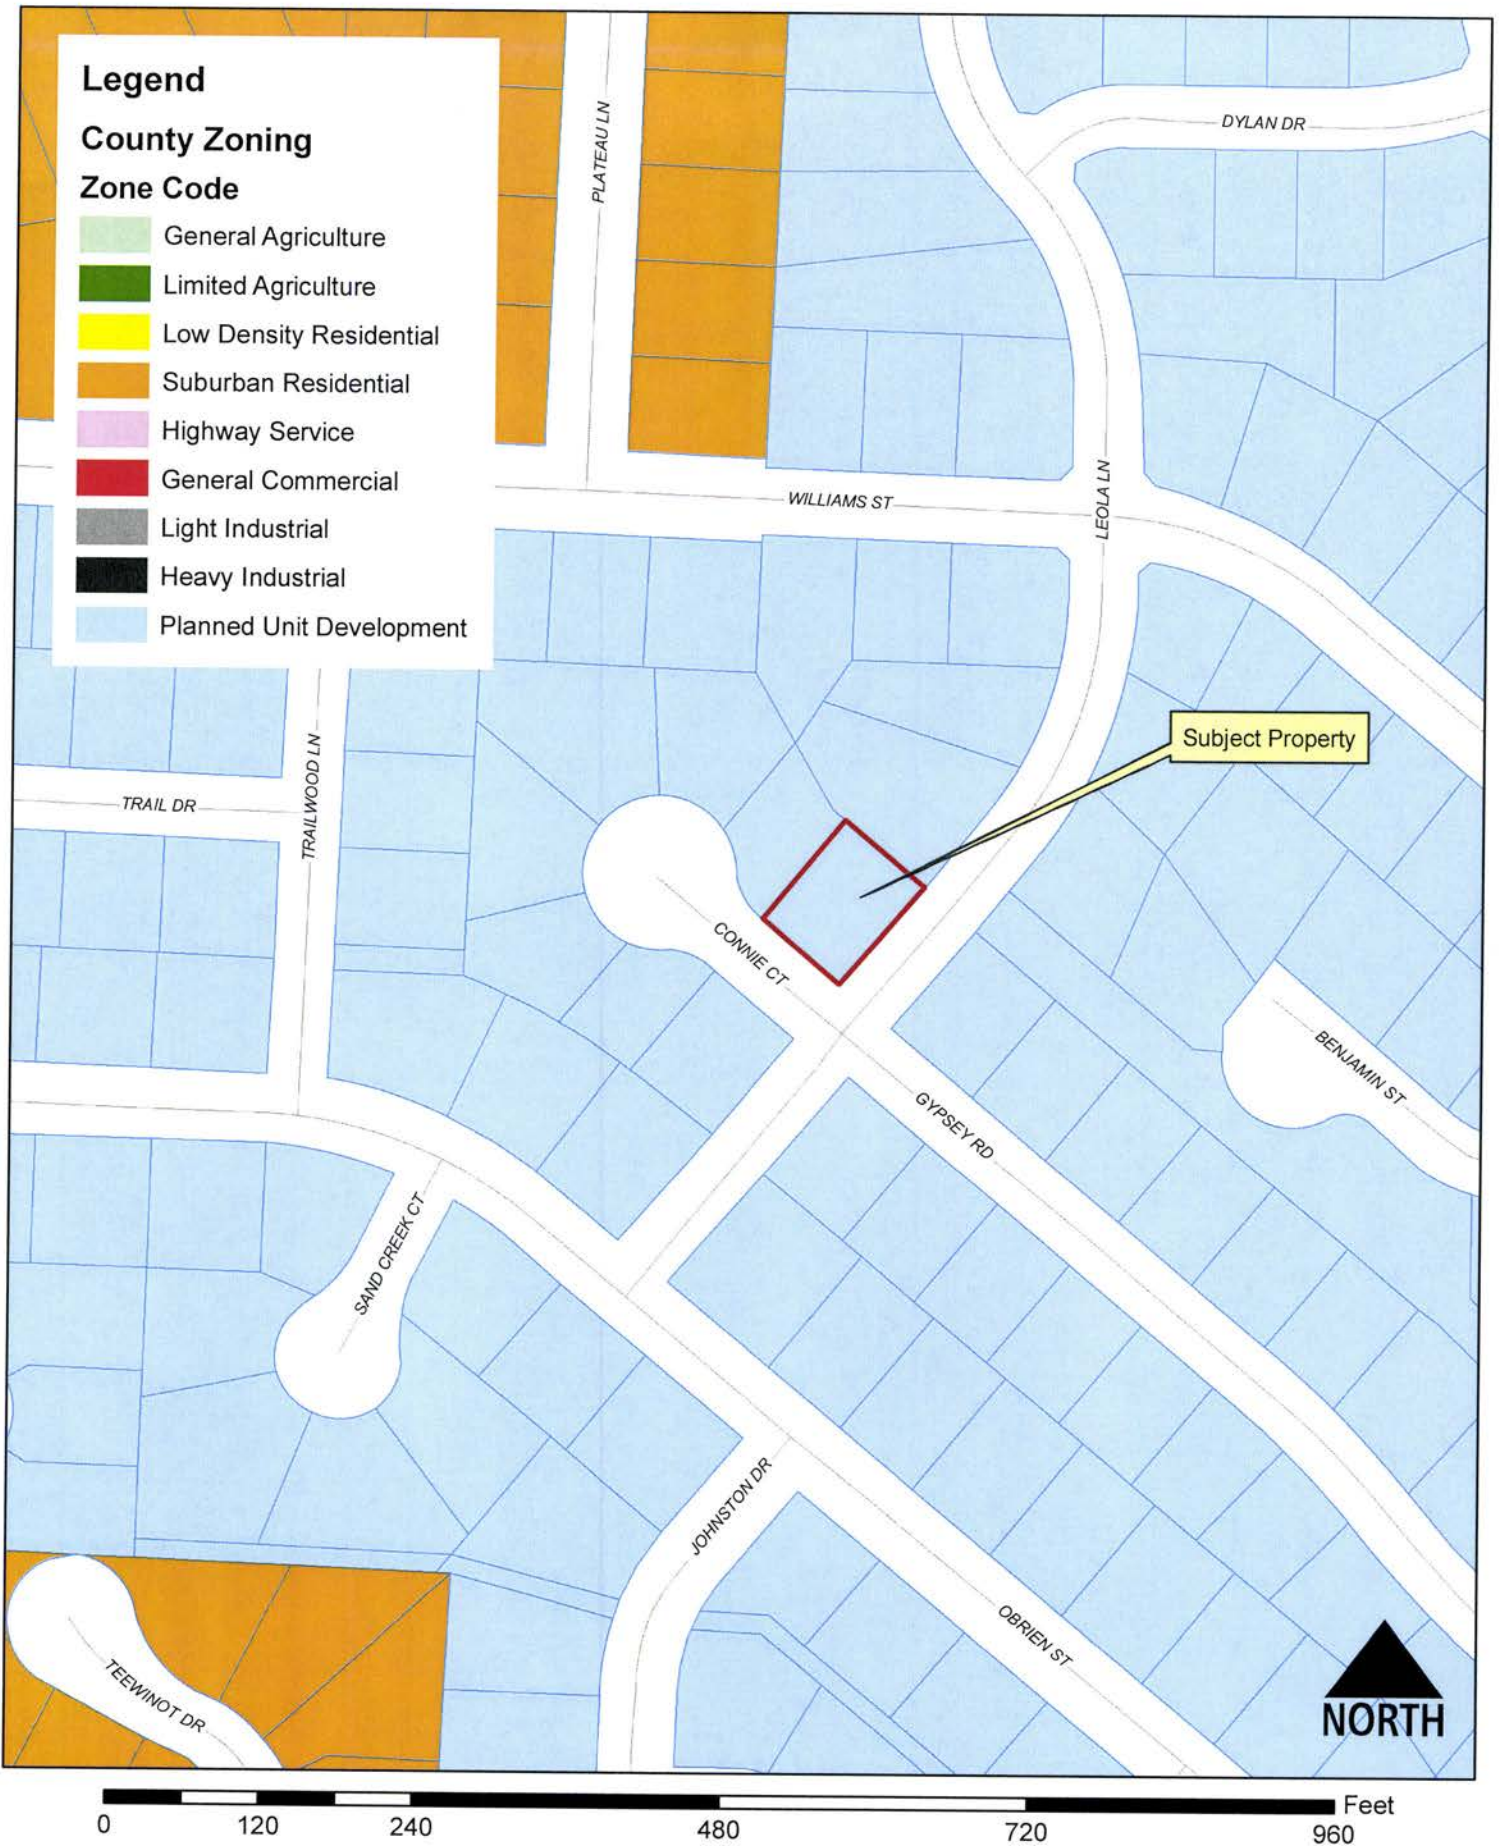 Legend
County Zoning
Zone Code
General Agriculture
Limited Agriculture
Low Density Residential
Suburban Residential
Highway Service
General Commercial
Light Industrial
Heavy Industrial
Planned Unit Development
PLATEAU LN
DYLAN DR
WILLIAMS ST
LEOLA LN
Subject Property
TRAIL DR
TRAILWOOD LN
CONNIE CT
BENJAMIN ST
GYPSEY RD
SAND CREEK CT
JOHNSTON DR
OBRIEN ST
TEEWINOT DR
NORTH
Feet
0 120 240 480 720 960